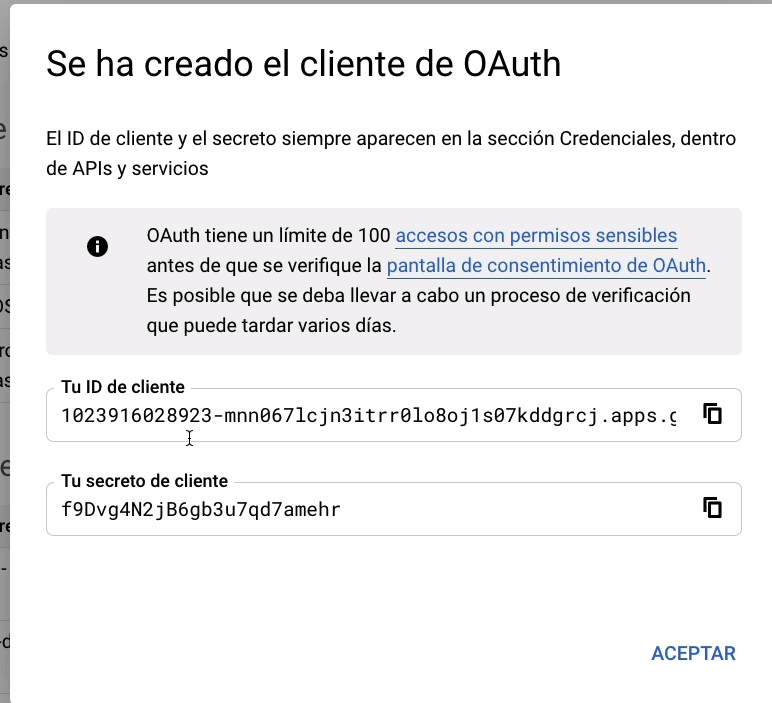 Se ha creado el cliente de OAuth
El ID de cliente y el secreto siempre aparecen en la sección Credenciales, dentro
de APIs y servicios
OAuth tiene un límite de 100 accesos con permisos sensibles
antes de que se verifique la pantalla de consentimiento de OAuth.
Es posible que se deba llevar a cabo un proceso de verificación
que puede tardar varios días.
Tu ID de cliente
1023916028923-mnn067lcjn3itrr0lo8oj1s07kddgrcj.apps.g
Tu secreto de cliente
f9Dvg4N2jB6gb3u7qd7amehr
ACEPTAR